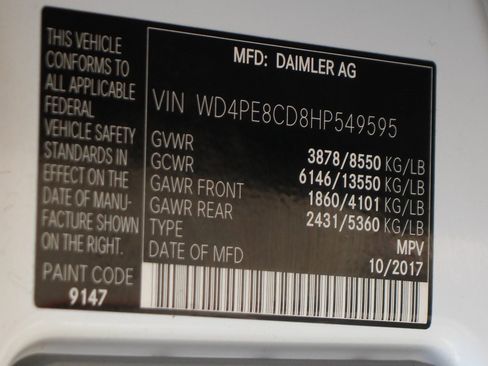 THIS VEHICLE
CONFORMS TO
ALL APPLICABLE
FEDERAL MOTOR
VEHICLE SAFETY
STANDARDS IN
EFFECT ON THE
DATE OF MANU-
FACTURE SHOWN
ON THE RIGHT.
PAINT CODE
9147
MFD: DAIMLER AG
VIN WD4PE8CD8HP549595
GVWR 3878/8550 KG/LB
GCWR 6146/13550 KG/LB
GAWR FRONT 1860/4101 KG/LB
GAWR REAR 2431/5360 KG/LB
TYPE MPV
DATE OF MFD 10/2017